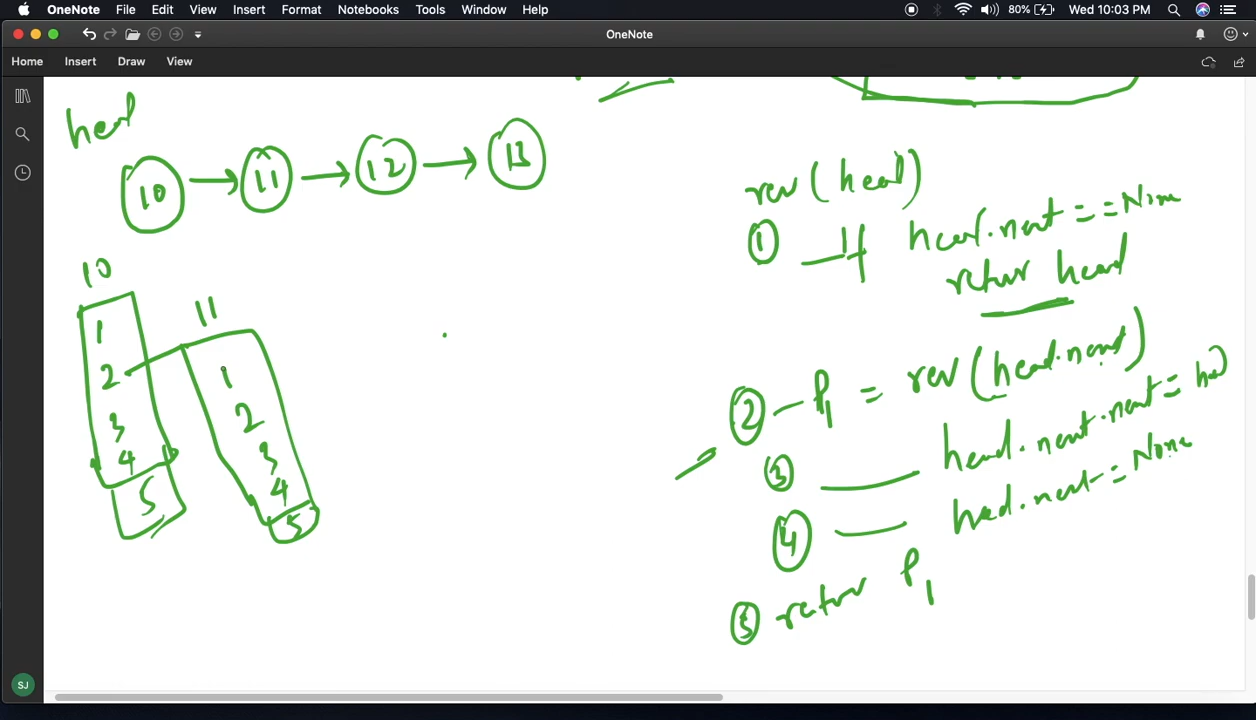 OneNote File Edit View Insert Format Notebooks Tools Window Help 80% Wed 10:03 PM
OneNote
Home Insert Draw View
head
10 11 12 13
rev(head)
1 If head.next == None
return head
2 P1 = rev(head.next)
3 head.next.next = head
4 head.next = None
5 return P1
10
1
2
3
4
5
11
1
2
3
4
5
SJ